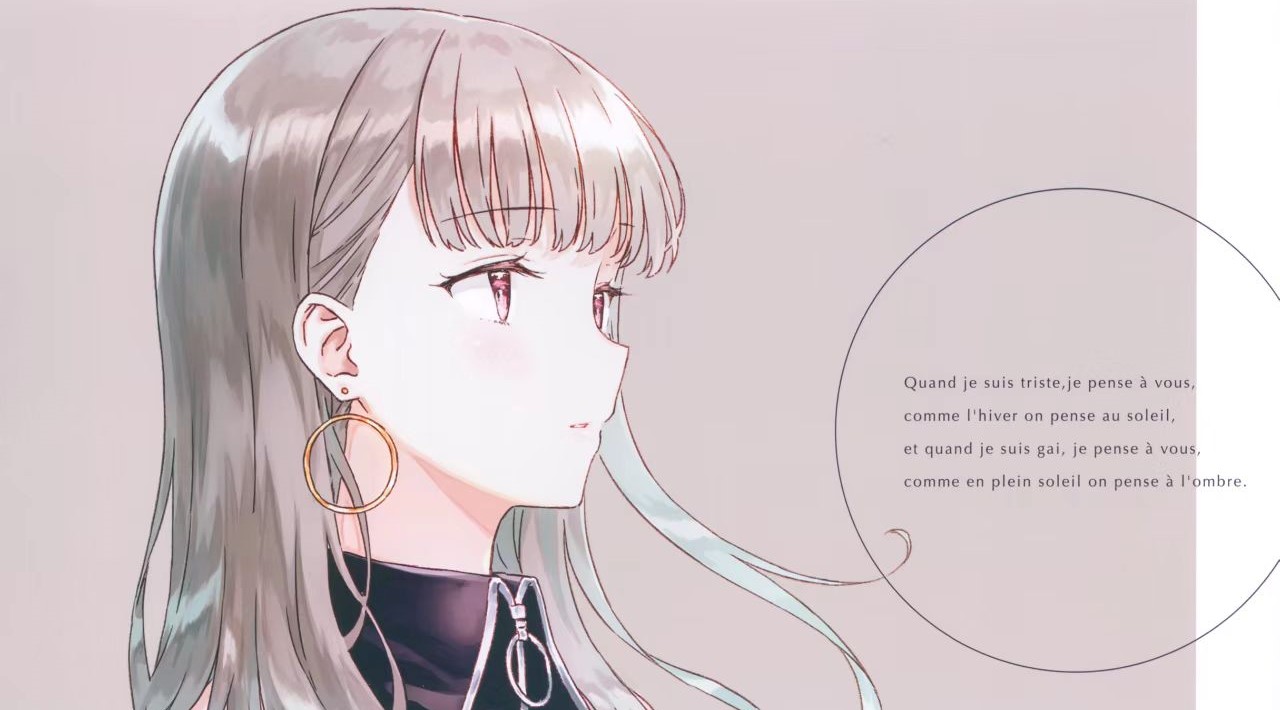 Quand je suis triste,je pense à vous,
comme l'hiver on pense au soleil,
et quand je suis gai, je pense à vous,
comme en plein soleil on pense à l'ombre.